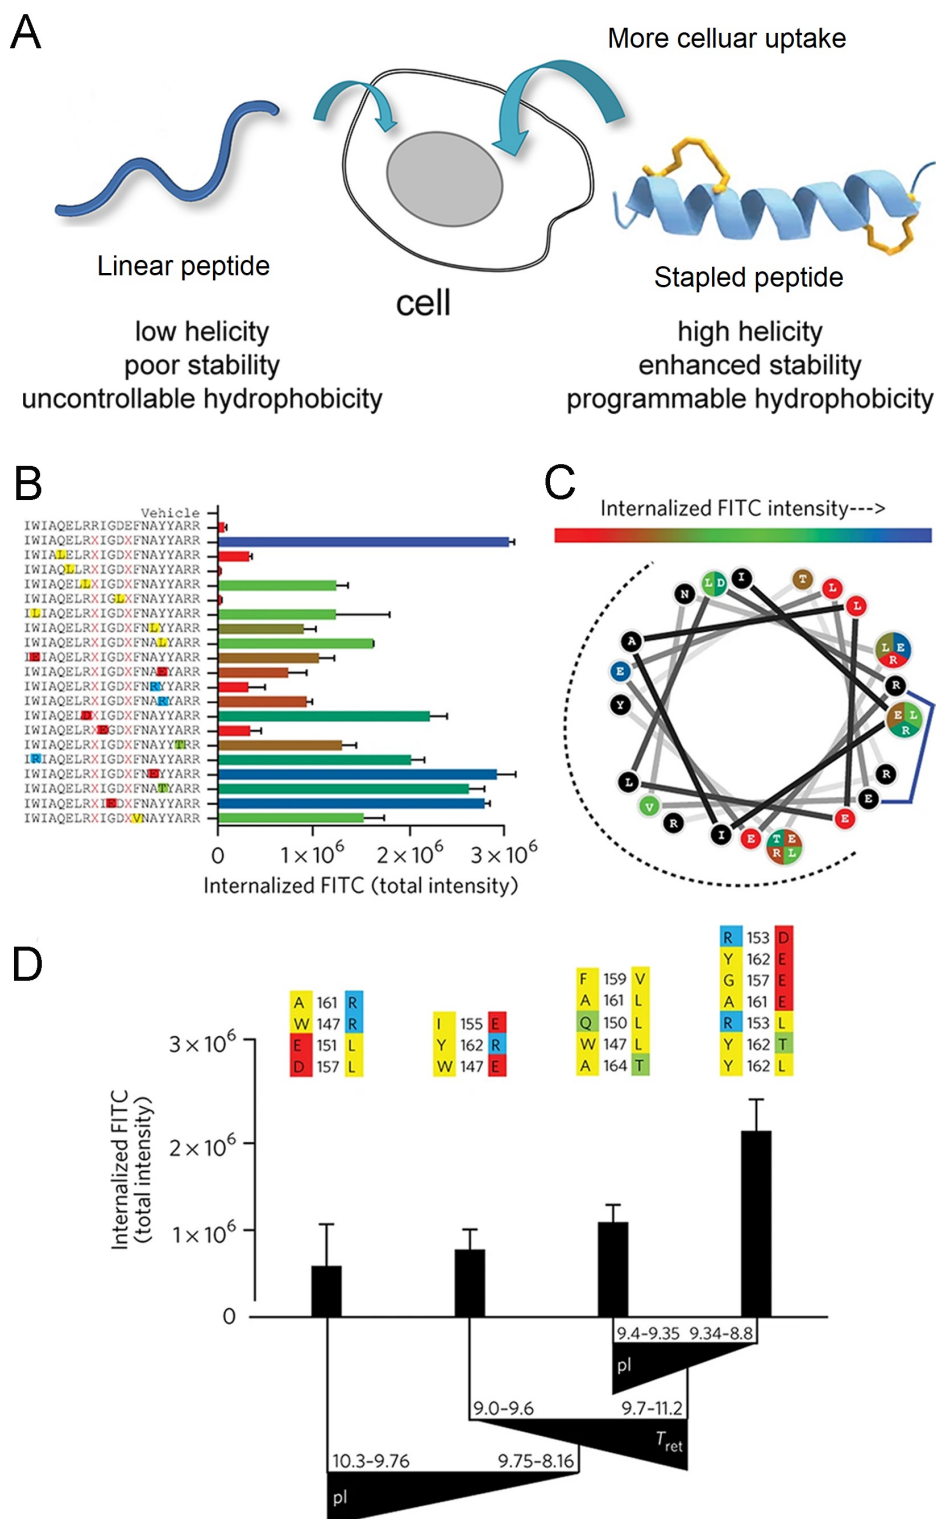 A
More celluar uptake
Linear peptide
cell
Stapled peptide
low helicity
poor stability
uncontrollable hydrophobicity
high helicity
enhanced stability
programmable hydrophobicity
B
Vehicle
IWIAQELRRIGDEFNAYYARR
IWIAQELRXIGDXFNAYYARR
IWIALELRXIGDXFNAYYARR
IWIAQLLRXIGDXFNAYYARR
IWIAQELLXIGDXFNAYYARR
IWIAQELRXIGLXFNAYYARR
ILIAQELRXIGDXFNAYYARR
IWIAQELRXIGDXFNLYYARR
IWIAQELRXIGDXFNALYARR
IEIAQELRXIGDXFNAYYARR
IWIAQELRXIGDXFNAEYARR
IWIAQELRXIGDXFNRYYARR
IWIAQELRXIGDXFNARYARR
IWIAQELDXIGDXFNAYYARR
IWIAQELRXEGDXFNAYYARR
IWIAQELRXIGDXFNAYYTRR
IRIAQELRXIGDXFNAYYARR
IWIAQELRXIGDXFNEYYARR
IWIAQELRXIGDXFNATYARR
IWIAQELRXIEDXFNAYYARR
IWIAQELRXIGDXVNAYYARR
0 1×10⁶ 2×10⁶ 3×10⁶
Internalized FITC (total intensity)
C
Internalized FITC intensity--->
L D I T L
N L
A L E R
E R
Y E L R
L R
V E
R I E T E R L E
D
R 153 D
Y 162 E
G 157 E
A 161 E
R 153 L
Y 162 T
Y 162 L
F 159 V
A 161 L
Q 150 L
W 147 L
A 164 T
A 161 R
W 147 R
E 151 L
D 157 L
I 155 E
Y 162 R
W 147 E
Internalized FITC
(total intensity)
3×10⁶
2×10⁶
1×10⁶
0
9.4–9.35 9.34–8.8
pI
9.0–9.6 9.7–11.2
Tret
10.3–9.76 9.75–8.16
pI